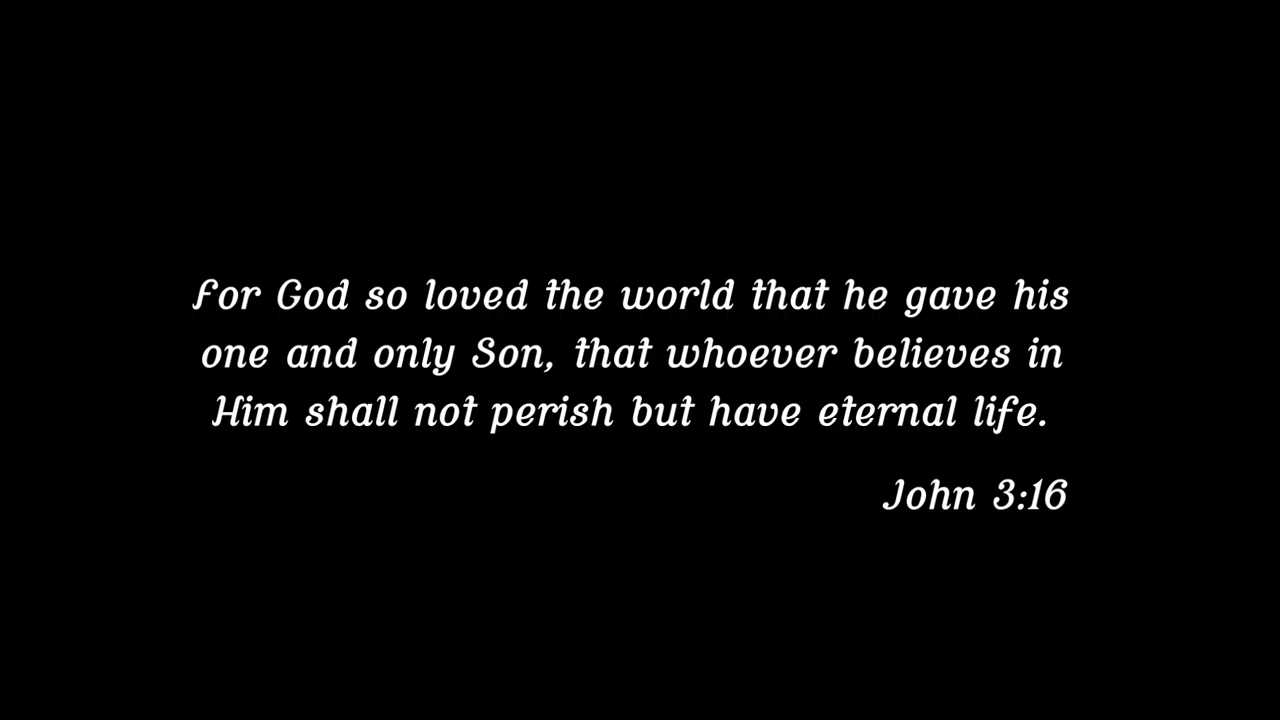 For God so loved the world that he gave his
one and only Son, that whoever believes in
Him shall not perish but have eternal life.
John 3:16